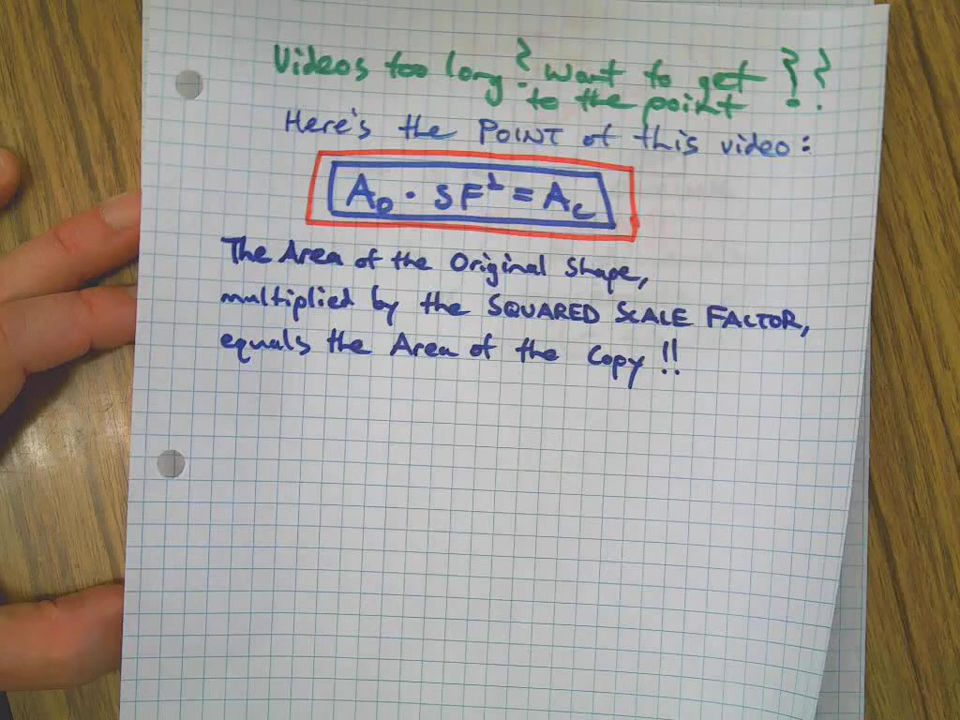 Videos too long? Want to get ??
to the point
Here's the POINT of this video:
A₀ · SF² = A꜀
The Area of the Original Shape,
multiplied by the SQUARED SCALE FACTOR,
equals the Area of the Copy !!